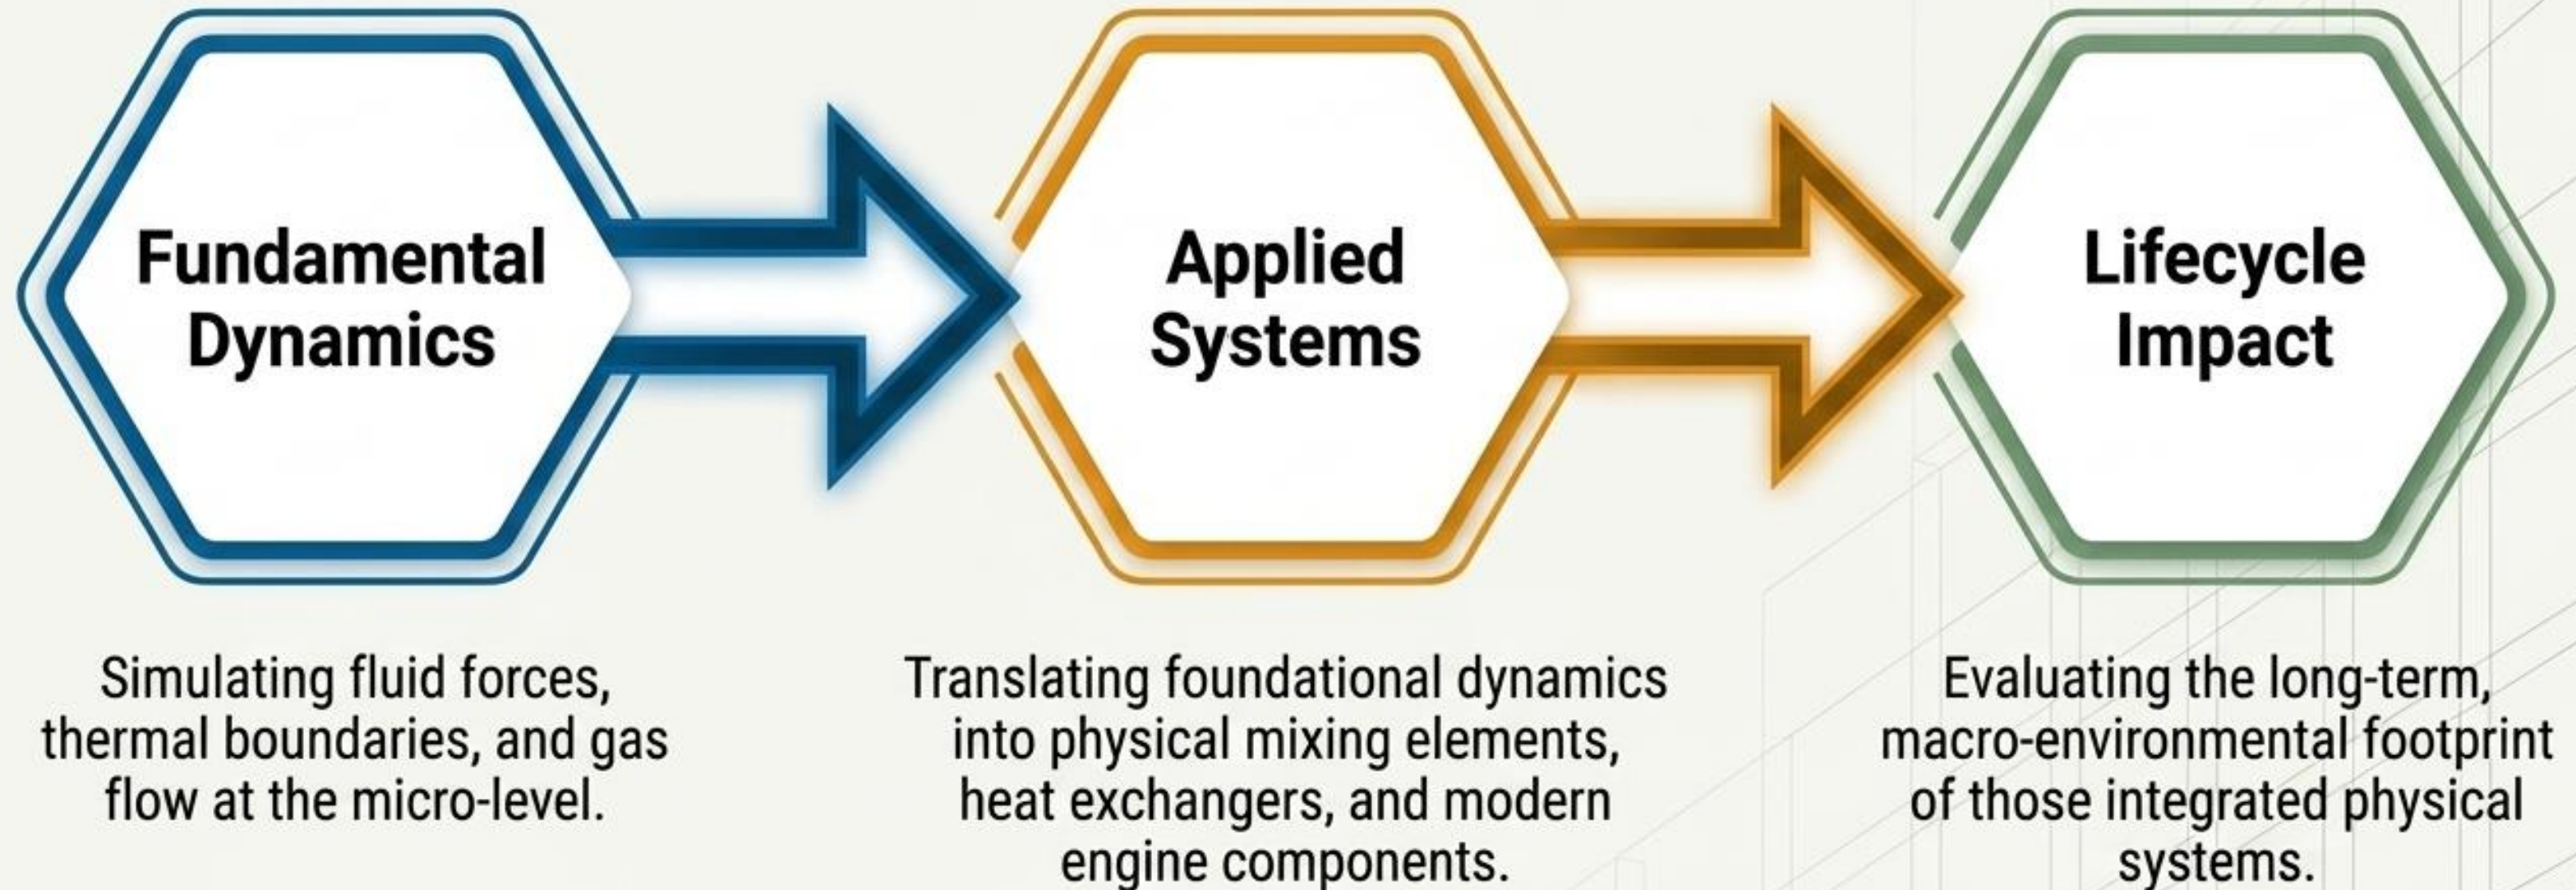 Fundamental
Dynamics
Applied
Systems
Lifecycle
Impact
Simulating fluid forces,
thermal boundaries, and gas
flow at the micro-level.
Translating foundational dynamics
into physical mixing elements,
heat exchangers, and modern
engine components.
Evaluating the long-term,
macro-environmental footprint
of those integrated physical
systems.